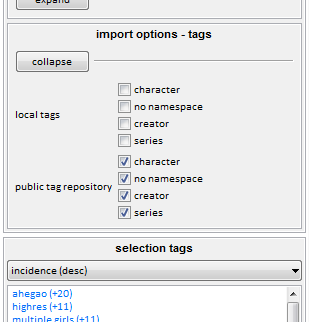 expand
import options - tags
collapse
local tags
character
no namespace
creator
series
public tag repository
character
no namespace
creator
series
selection tags
incidence (desc)
ahegao (+20)
highres (+11)
multiple girls (+11)